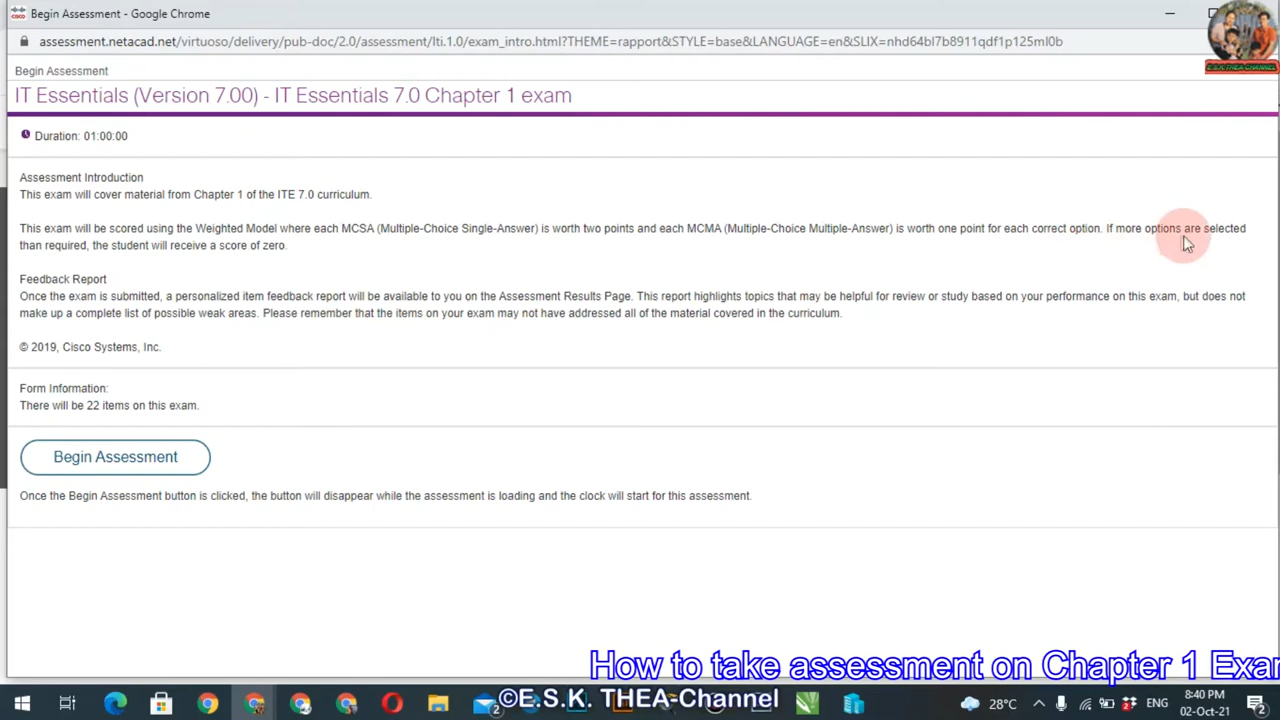 Begin Assessment - Google Chrome
assessment.netacad.net/virtuoso/delivery/pub-doc/2.0/assessment/lti.1.0/exam_intro.html?THEME=rapport&STYLE=base&LANGUAGE=en&SLIX=nhd64bl7b8911qdf1p125ml0b
E.S.K.THEA-CHANNEL
Begin Assessment
IT Essentials (Version 7.00) - IT Essentials 7.0 Chapter 1 exam
Duration: 01:00:00
Assessment Introduction
This exam will cover material from Chapter 1 of the ITE 7.0 curriculum.
This exam will be scored using the Weighted Model where each MCSA (Multiple-Choice Single-Answer) is worth two points and each MCMA (Multiple-Choice Multiple-Answer) is worth one point for each correct option. If more options are selected
than required, the student will receive a score of zero.
Feedback Report
Once the exam is submitted, a personalized item feedback report will be available to you on the Assessment Results Page. This report highlights topics that may be helpful for review or study based on your performance on this exam, but does not
make up a complete list of possible weak areas. Please remember that the items on your exam may not have addressed all of the material covered in the curriculum.
© 2019, Cisco Systems, Inc.
Form Information:
There will be 22 items on this exam.
Begin Assessment
Once the Begin Assessment button is clicked, the button will disappear while the assessment is loading and the clock will start for this assessment.
How to take assessment on Chapter 1 Exa
©E.S.K. THEA-Channel
28°C
ENG
8:40 PM
02-Oct-21